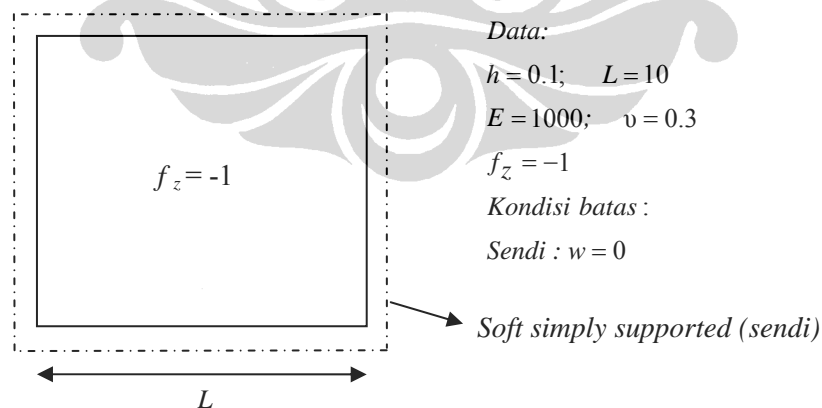 Data:
h = 0.1; L = 10
E = 1000; υ = 0.3
f_z = −1
Kondisi batas :
Sendi : w = 0
f_z = -1
Soft simply supported (sendi)
L